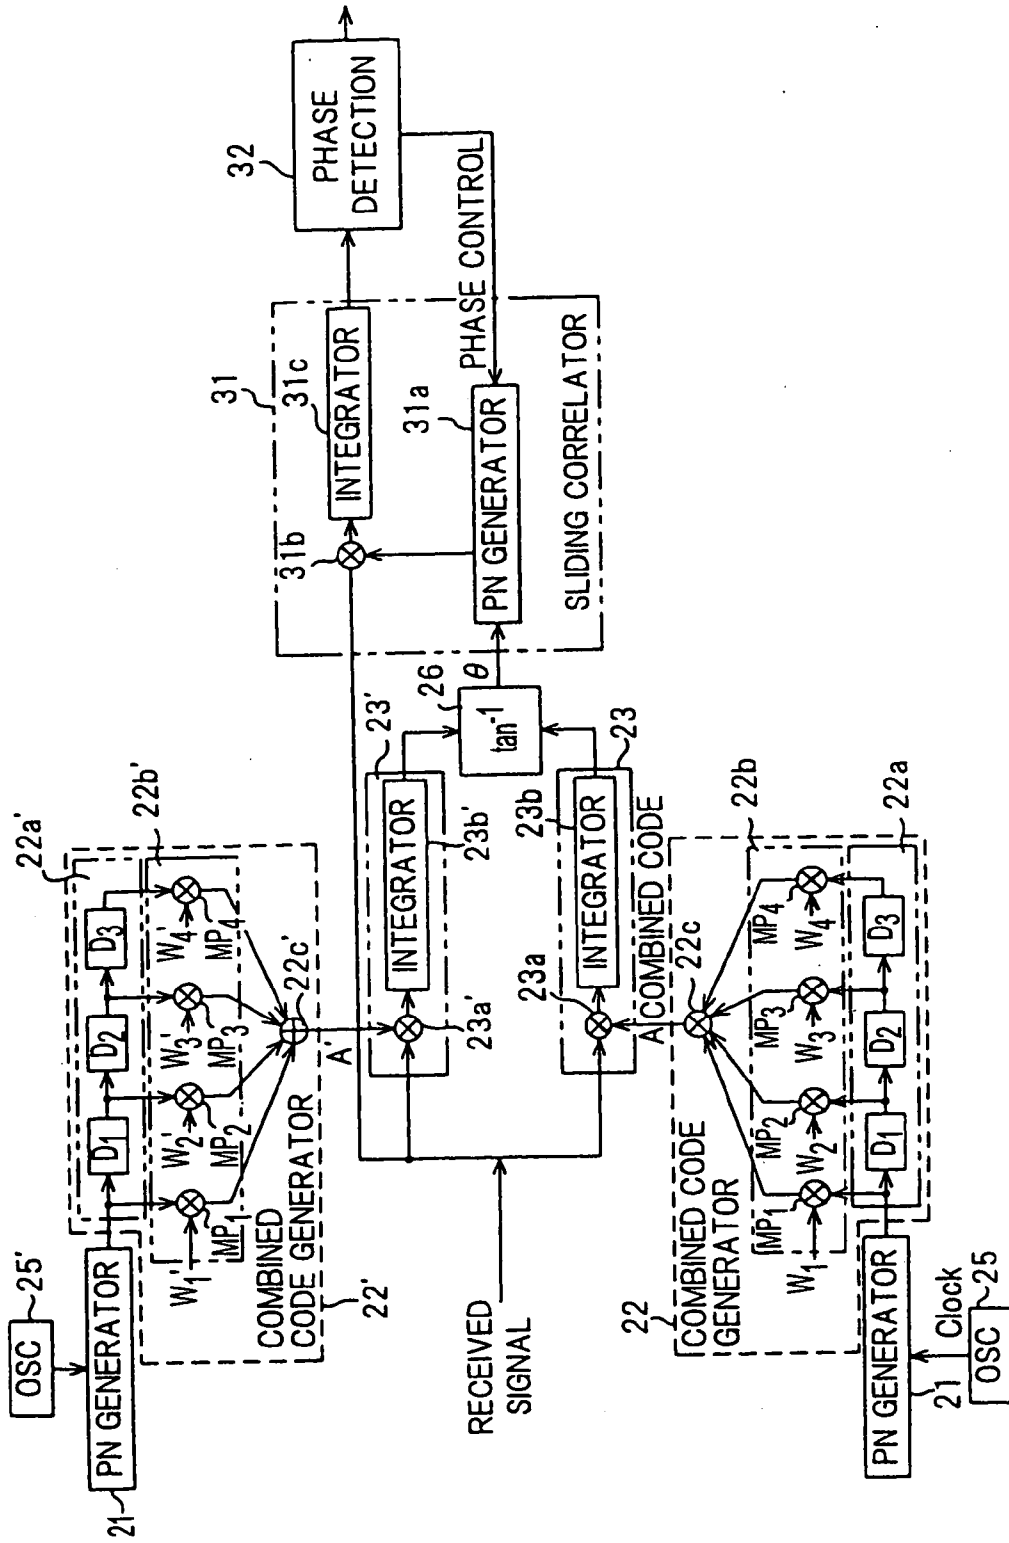 OSC
25'
PN GENERATOR
21
D1
D2
D3
22a'
22b'
W1'
W2'
W3'
W4'
MP1
MP2
MP3
MP4
22c'
COMBINED
CODE GENERATOR
22'
A'
23'
INTEGRATOR
23a'
23b'
RECEIVED
SIGNAL
26
tan-1
θ
31
31b
31c
INTEGRATOR
31a
PN GENERATOR
SLIDING CORRELATOR
PHASE CONTROL
32
PHASE
DETECTION
23
23a
23b
INTEGRATOR
A COMBINED CODE
22
COMBINED CODE
GENERATOR
22c
22b
22a
MP1
MP2
MP3
MP4
W1
W2
W3
W4
D1
D2
D3
PN GENERATOR
21
Clock
25
OSC